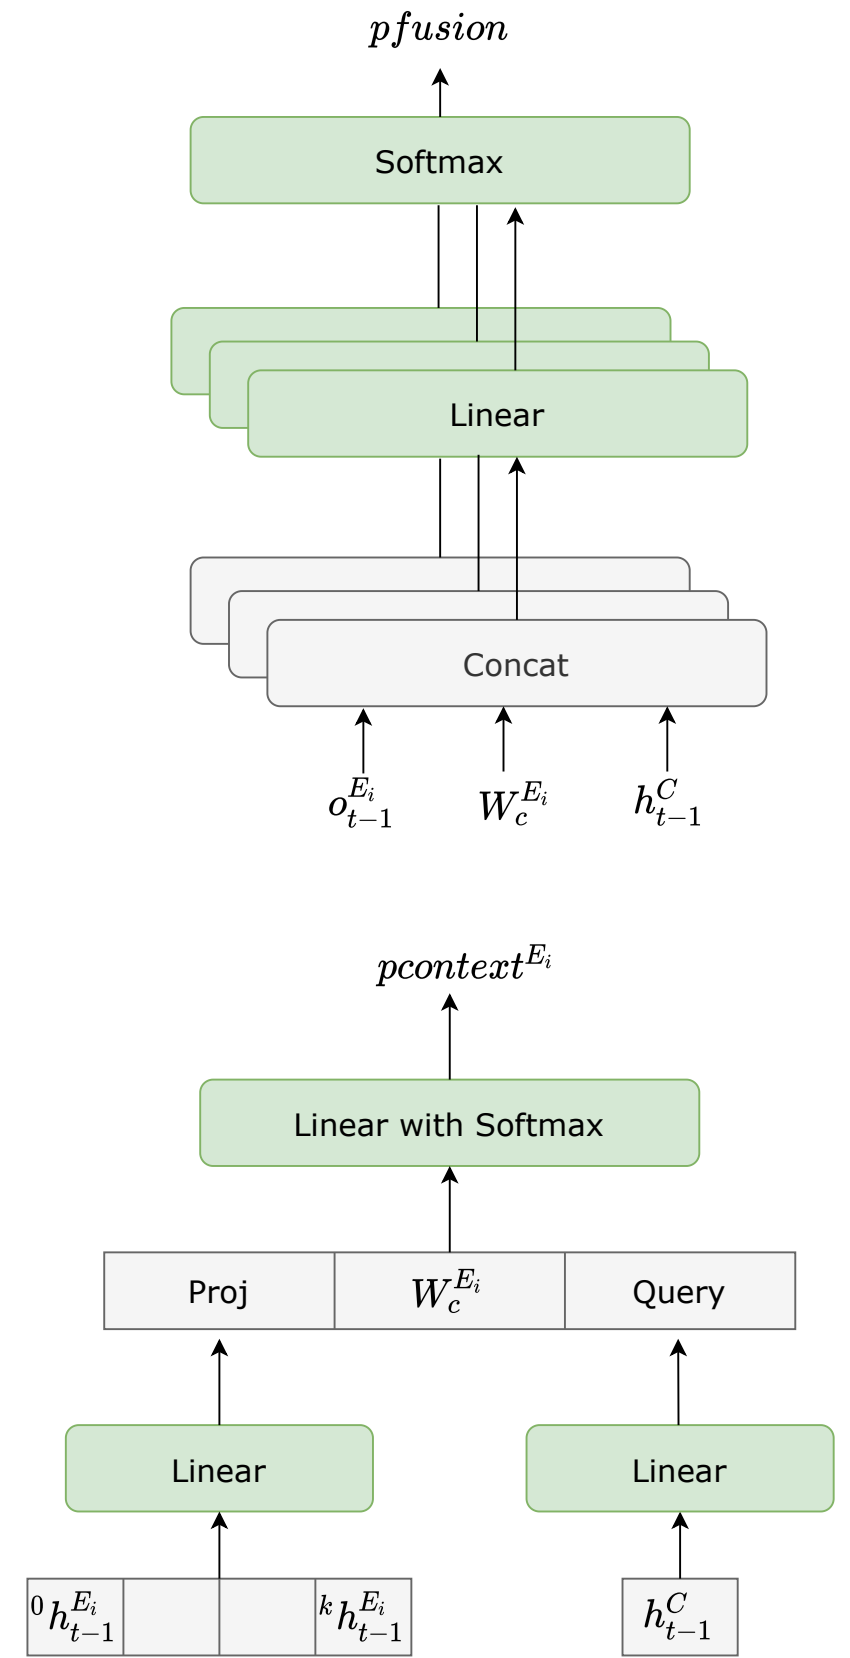 pfusion
Softmax
Linear
Concat
o_{t-1}^{E_i} W_c^{E_i} h_{t-1}^C
pcontext^{E_i}
Linear with Softmax
Proj W_c^{E_i} Query
Linear Linear
^0h_{t-1}^{E_i} ^kh_{t-1}^{E_i} h_{t-1}^C